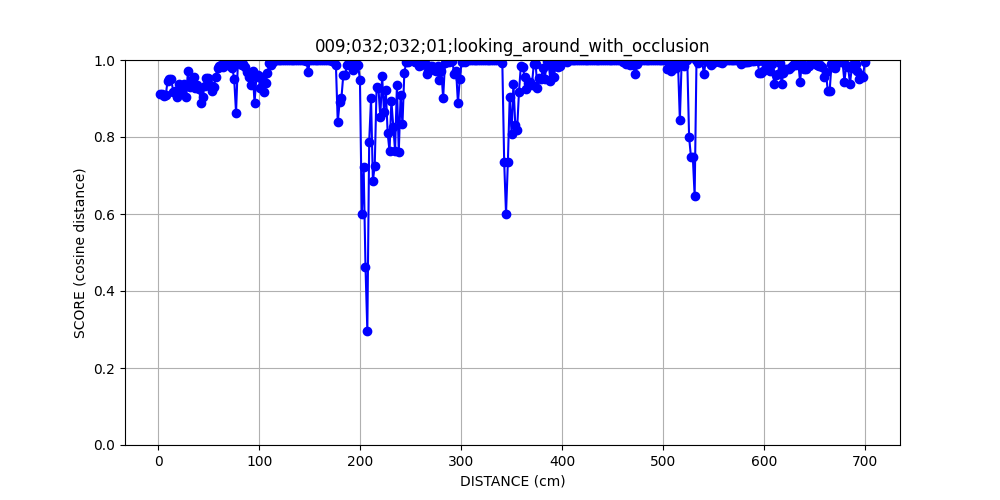 009;032;032;01;looking_around_with_occlusion
1.0
0.8
0.6
0.4
0.2
0.0
SCORE (cosine distance)
0 100 200 300 400 500 600 700
DISTANCE (cm)